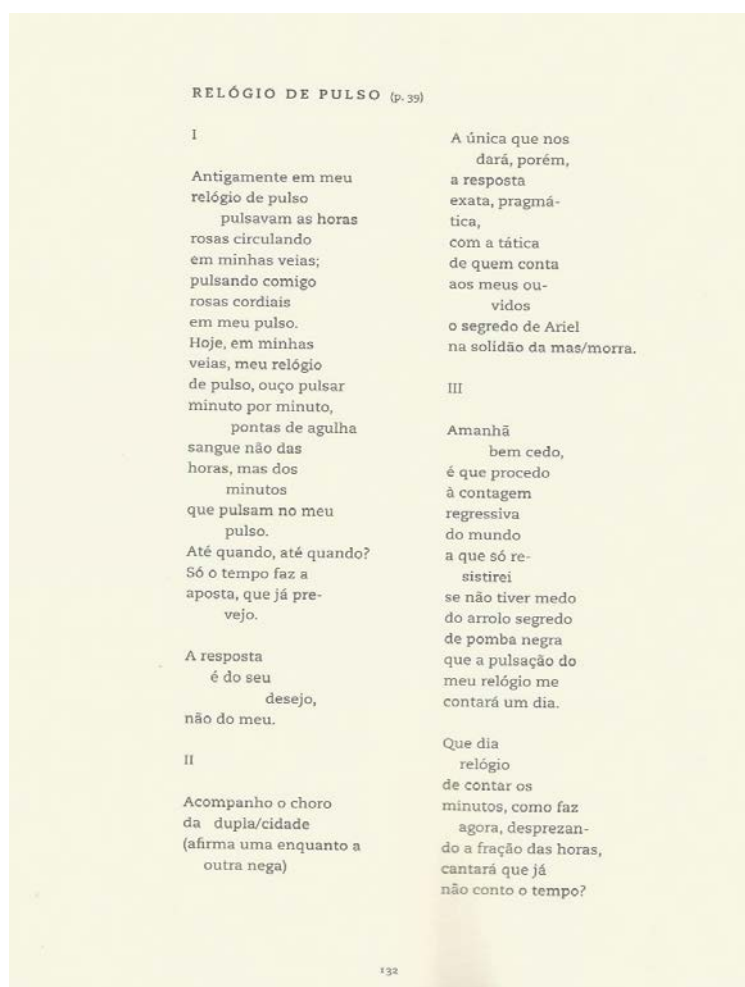 RELÓGIO DE PULSO (p. 39)
I
Antigamente em meu
relógio de pulso
pulsavam as horas
rosas circulando
em minhas veias;
pulsando comigo
rosas cordiais
em meu pulso.
Hoje, em minhas
veias, meu relógio
de pulso, ouço pulsar
minuto por minuto,
pontas de agulha
sangue não das
horas, mas dos
minutos
que pulsam no meu
pulso.
Até quando, até quando?
Só o tempo faz a
aposta, que já pre-
vejo.
A resposta
é do seu
desejo,
não do meu.
II
Acompanho o choro
da dupla/cidade
(afirma uma enquanto a
outra nega)
A única que nos
dará, porém,
a resposta
exata, pragmá-
tica,
com a tática
de quem conta
aos meus ou-
vidos
o segredo de Ariel
na solidão da mas/morra.
III
Amanhã
bem cedo,
é que procedo
à contagem
regressiva
do mundo
a que só re-
sistirei
se não tiver medo
do arrolo segredo
de pomba negra
que a pulsação do
meu relógio me
contará um dia.
Que dia
relógio
de contar os
minutos, como faz
agora, desprezan-
do a fração das horas,
cantará que já
não conto o tempo?
132